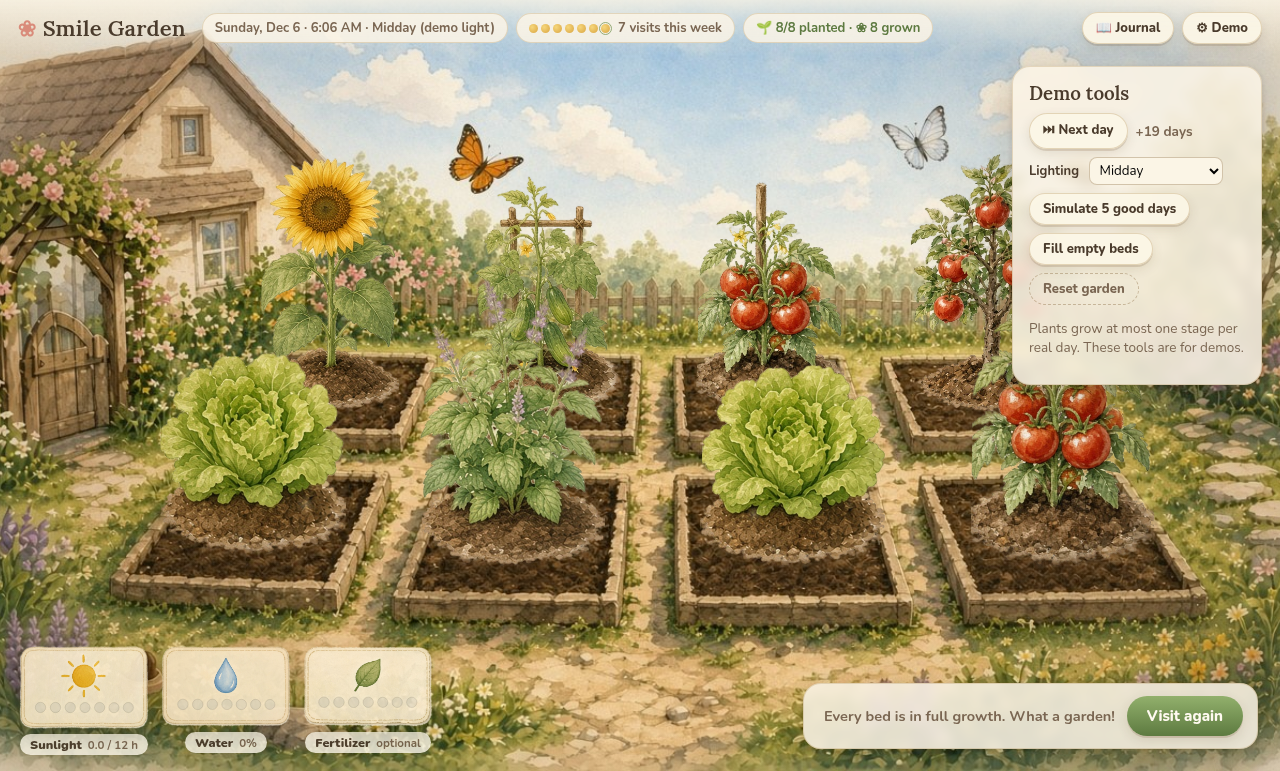 Smile Garden
Sunday, Dec 6 · 6:06 AM · Midday (demo light)
7 visits this week
8/8 planted · 8 grown
Journal
Demo
Demo tools
Next day
+19 days
Lighting
Midday
Simulate 5 good days
Fill empty beds
Reset garden
Plants grow at most one stage per
real day. These tools are for demos.
Sunlight 0.0 / 12 h
Water 0%
Fertilizer optional
Every bed is in full growth. What a garden!
Visit again